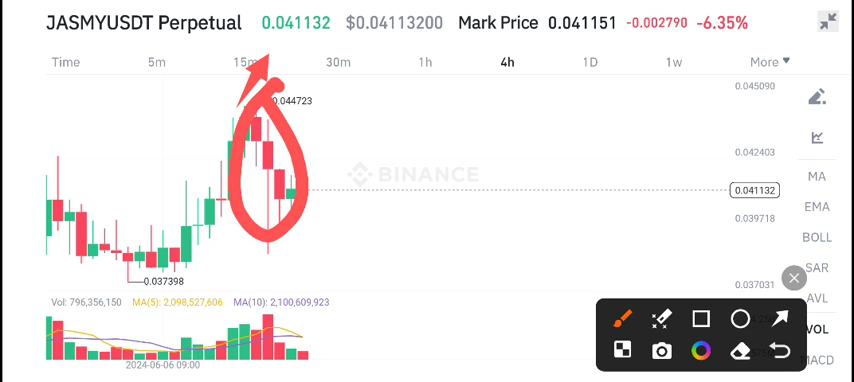 JASMYUSDT Perpetual 0.041132 $0.04113200 Mark Price 0.041151 -0.002790 -6.35%
Time 5m 15m 30m 1h 4h 1D 1w More
0.045090
0.044723
0.042403
BINANCE
MA
0.041132
EMA
0.039718
BOLL
SAR
0.037398
0.037031
AVL
Vol: 796,356,150 MA(5): 2,098,527,606 MA(10): 2,100,609,923
VOL
MACD
2024-06-06 09:00